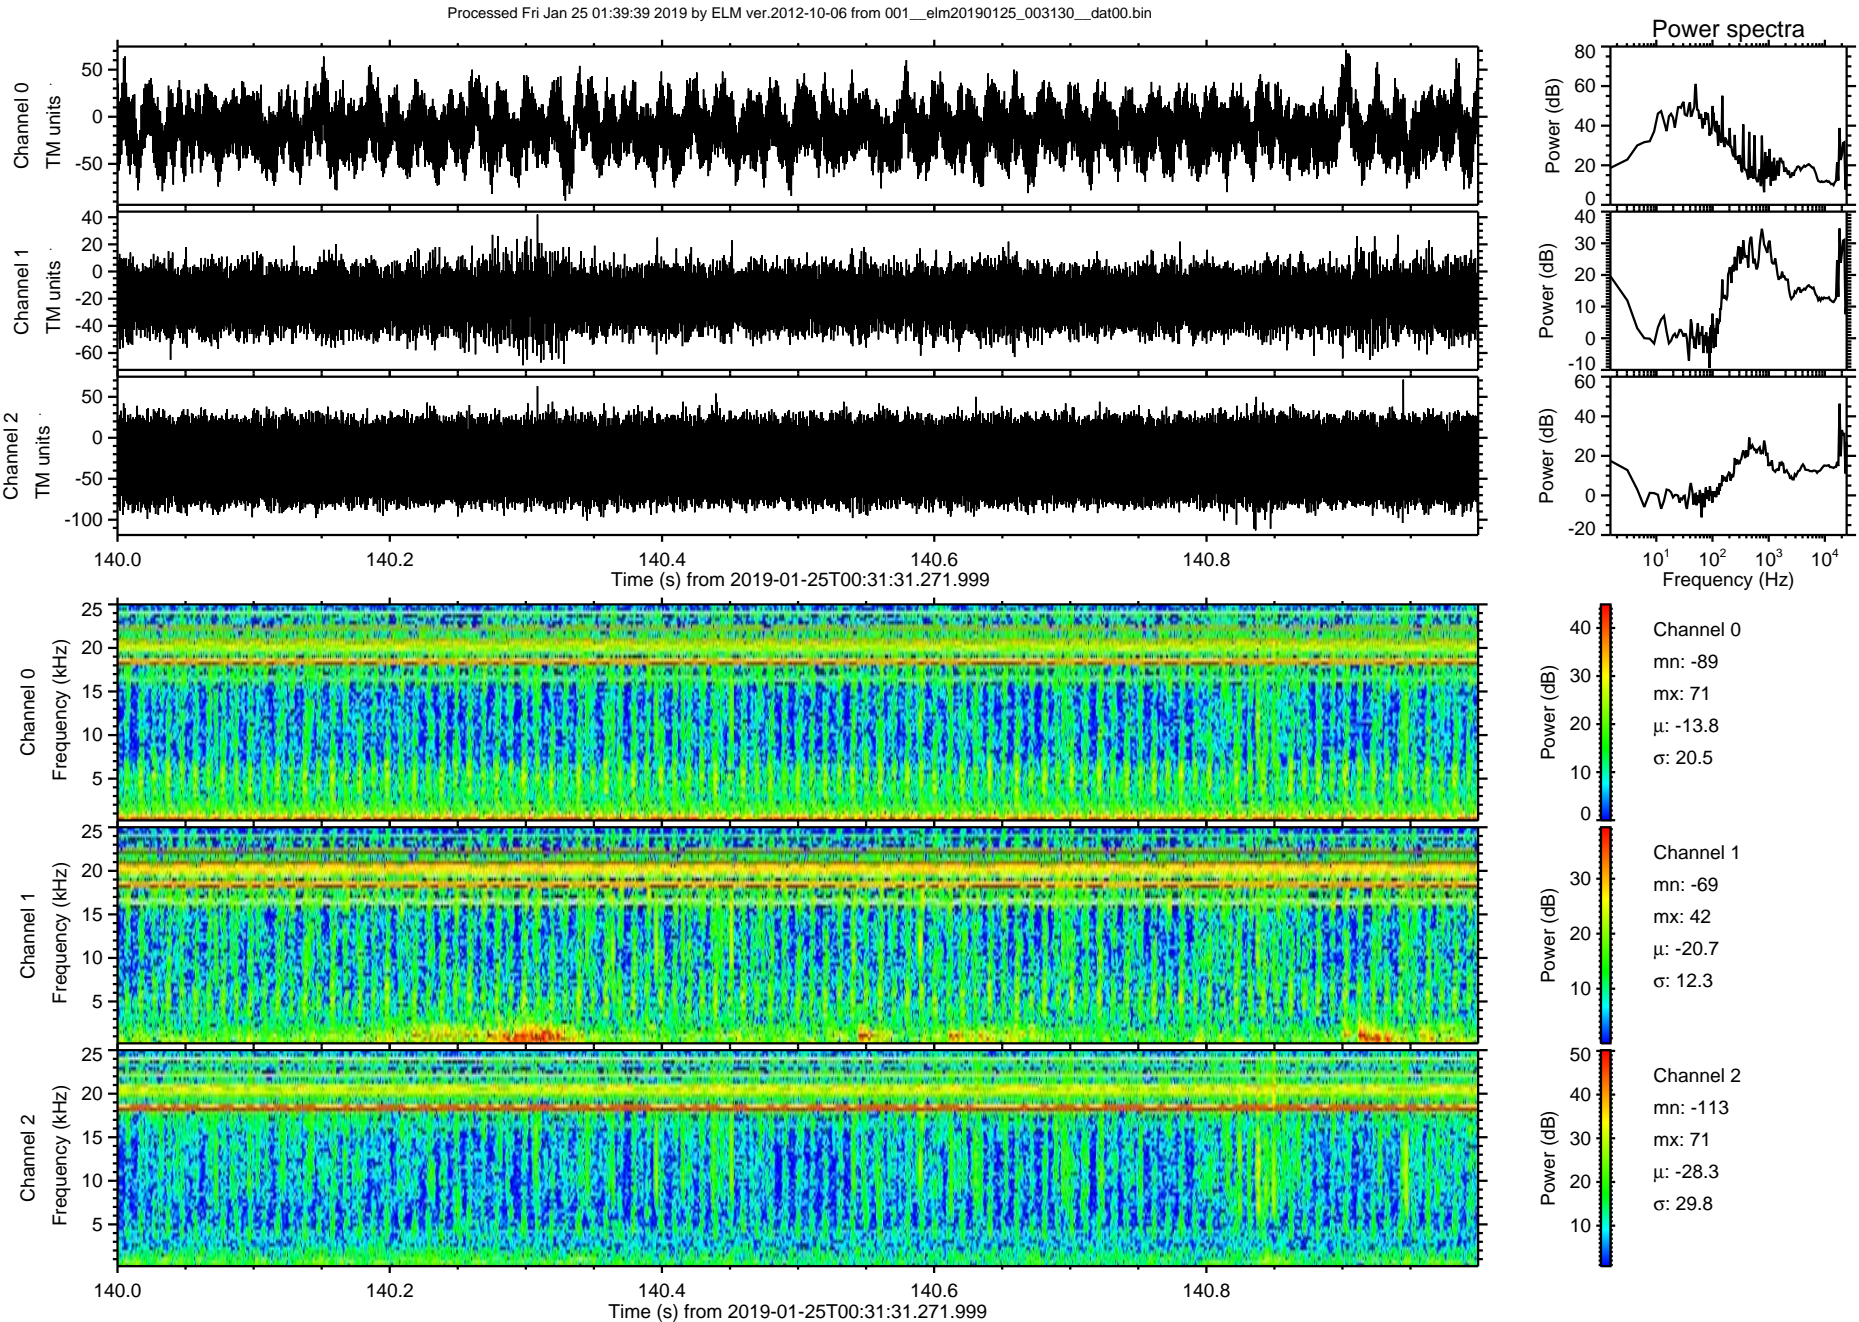 Processed Fri Jan 25 01:39:39 2019 by ELM ver.2012-10-06 from 001__elm20190125_003130__dat00.bin
Power spectra
Channel 0
TM units
50
0
-50
Power (dB)
80
60
40
20
0
Channel 1
TM units
40
20
0
-20
-40
-60
Power (dB)
40
30
20
10
0
-10
Channel 2
TM units
50
0
-50
-100
Power (dB)
60
40
20
0
-20
140.0 140.2 140.4 140.6 140.8
Time (s) from 2019-01-25T00:31:31.271.999
10¹ 10² 10³ 10⁴
Frequency (Hz)
Channel 0
Frequency (kHz)
25
20
15
10
5
Power (dB)
40
30
20
10
0
Channel 0
mn: -89
mx: 71
μ: -13.8
σ: 20.5
Channel 1
Frequency (kHz)
25
20
15
10
5
Power (dB)
30
20
10
Channel 1
mn: -69
mx: 42
μ: -20.7
σ: 12.3
Channel 2
Frequency (kHz)
25
20
15
10
5
Power (dB)
50
40
30
20
10
Channel 2
mn: -113
mx: 71
μ: -28.3
σ: 29.8
140.0 140.2 140.4 140.6 140.8
Time (s) from 2019-01-25T00:31:31.271.999